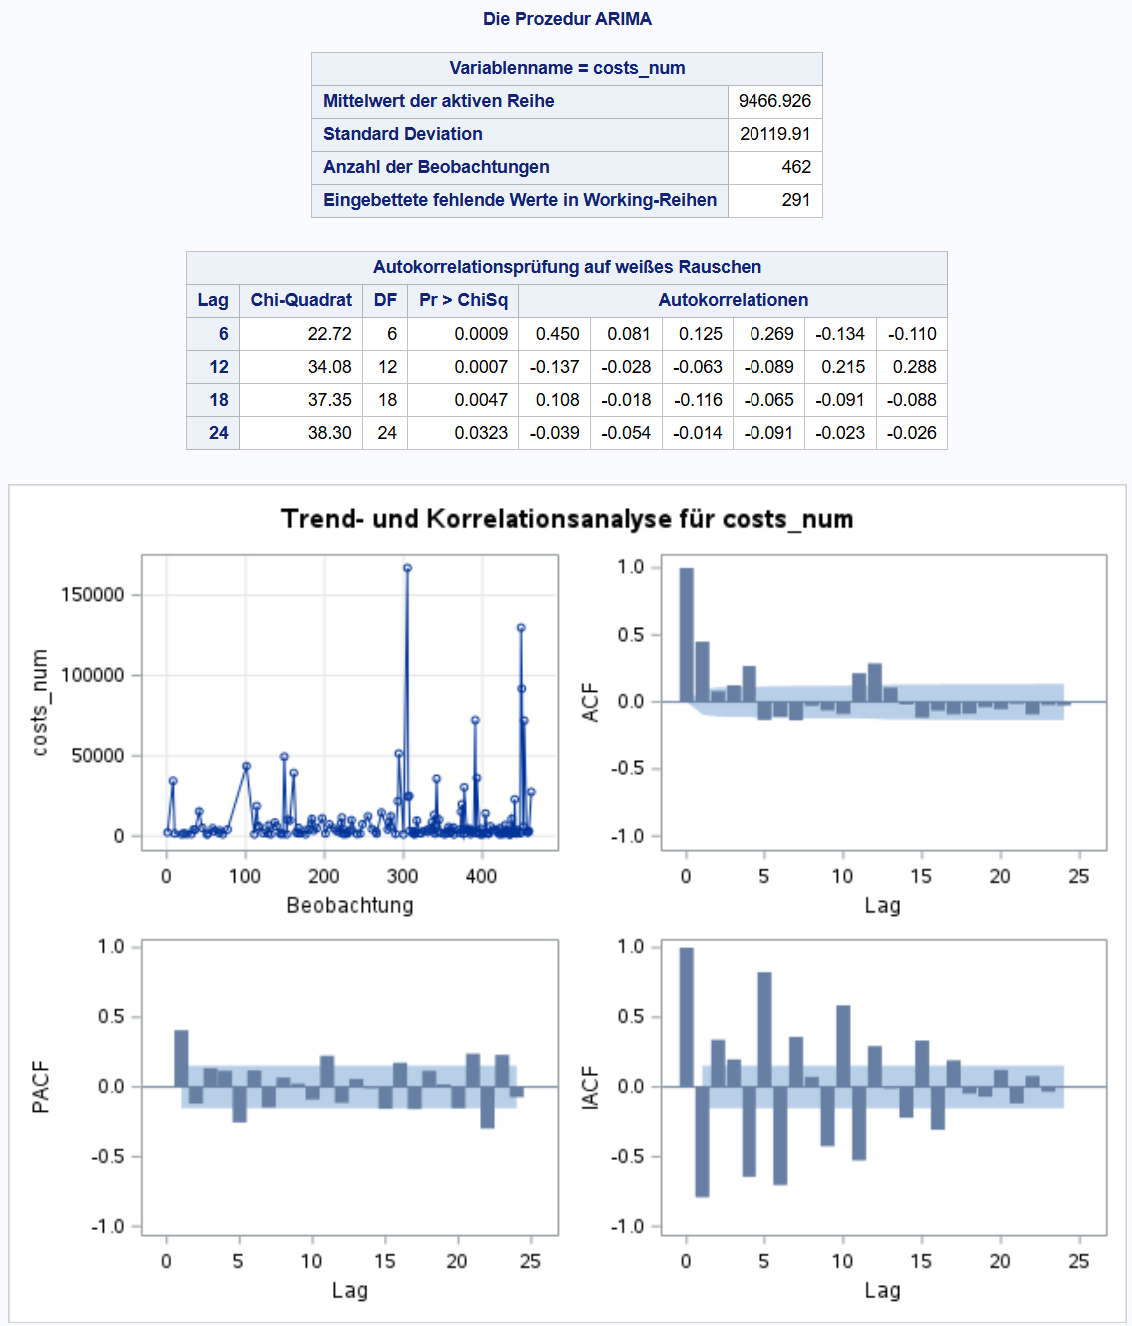 Die Prozedur ARIMA
Variablenname = costs_num
Mittelwert der aktiven Reihe 9466.926
Standard Deviation 20119.91
Anzahl der Beobachtungen 462
Eingebettete fehlende Werte in Working-Reihen 291
Autokorrelationsprüfung auf weißes Rauschen
Lag Chi-Quadrat DF Pr > ChiSq Autokorrelationen
6 22.72 6 0.0009 0.450 0.081 0.125 0.269 -0.134 -0.110
12 34.08 12 0.0007 -0.137 -0.028 -0.063 -0.089 0.215 0.288
18 37.35 18 0.0047 0.108 -0.018 -0.116 -0.065 -0.091 -0.088
24 38.30 24 0.0323 -0.039 -0.054 -0.014 -0.091 -0.023 -0.026
Trend- und Korrelationsanalyse für costs_num
costs_num
150000
100000
50000
0
0 100 200 300 400
Beobachtung
ACF
1.0
0.5
0.0
-0.5
-1.0
0 5 10 15 20 25
Lag
PACF
1.0
0.5
0.0
-0.5
-1.0
0 5 10 15 20 25
Lag
IACF
1.0
0.5
0.0
-0.5
-1.0
0 5 10 15 20 25
Lag